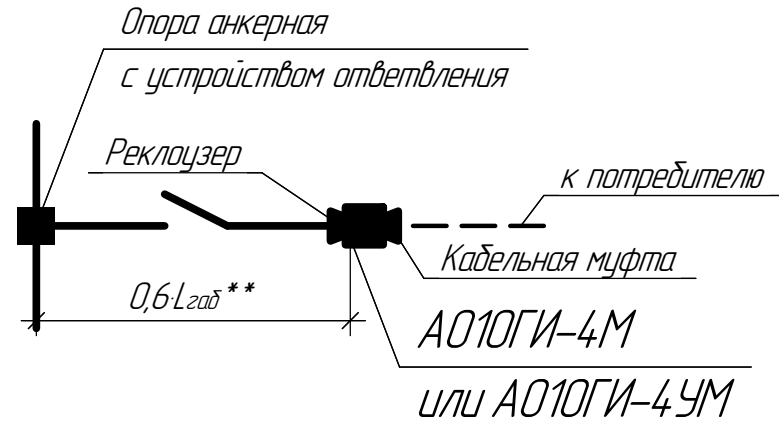 Опора анкерная
с устройством ответвления
Реклоузер
к потребителю
Кабельная муфта
0,6·Lгаб**
АО10ГИ-4М
или АО10ГИ-4УМ